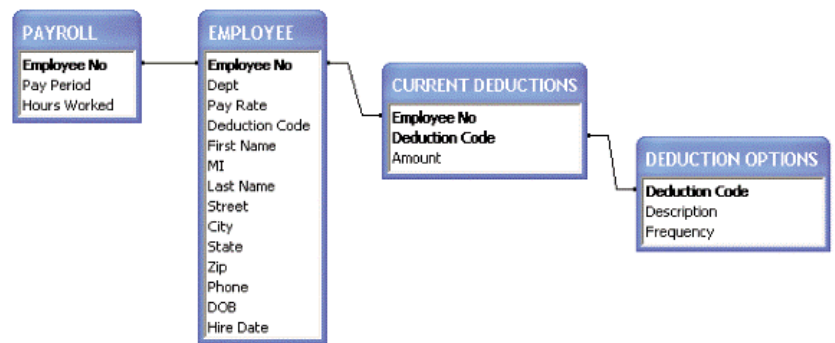 PAYROLL
Employee No
Pay Period
Hours Worked
EMPLOYEE
Employee No
Dept
Pay Rate
Deduction Code
First Name
MI
Last Name
Street
City
State
Zip
Phone
DOB
Hire Date
CURRENT DEDUCTIONS
Employee No
Deduction Code
Amount
DEDUCTION OPTIONS
Deduction Code
Description
Frequency